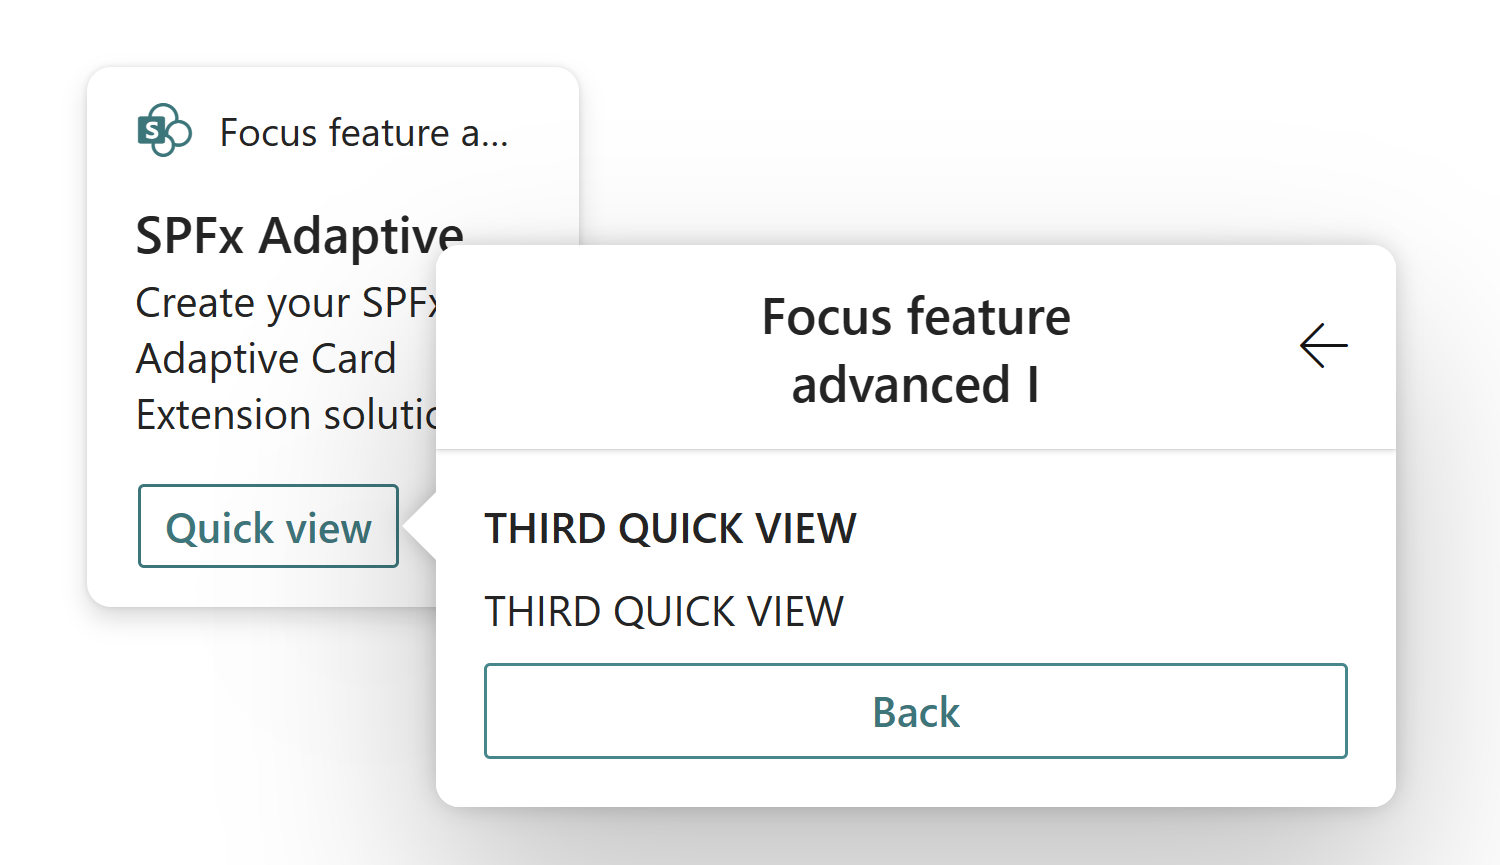 S
Focus feature a...
SPFx Adaptive
Create your SPFx
Adaptive Card
Extension
Quick view
Focus feature
advanced I
THIRD QUICK VIEW
THIRD QUICK VIEW
Back